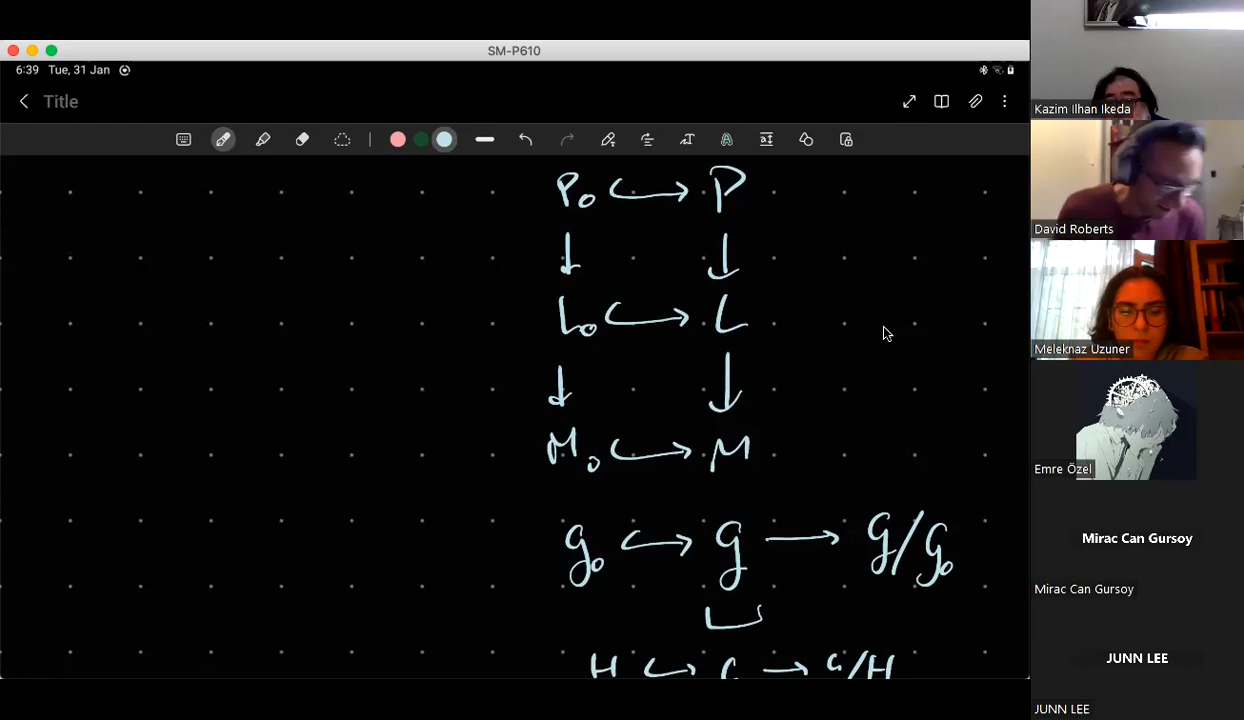 SM-P610
6:39 Tue, 31 Jan
Title
P₀ ↪ P
↓ ↓
L₀ ↪ L
↓ ↓
M₀ ↪ M
g₀ ↪ g → g/g₀
H ↪ G → G/H
Kazim Ilhan Ikeda
David Roberts
Meleknaz Uzuner
Emre Özel
Mirac Can Gursoy
Mirac Can Gursoy
JUNN LEE
JUNN LEE